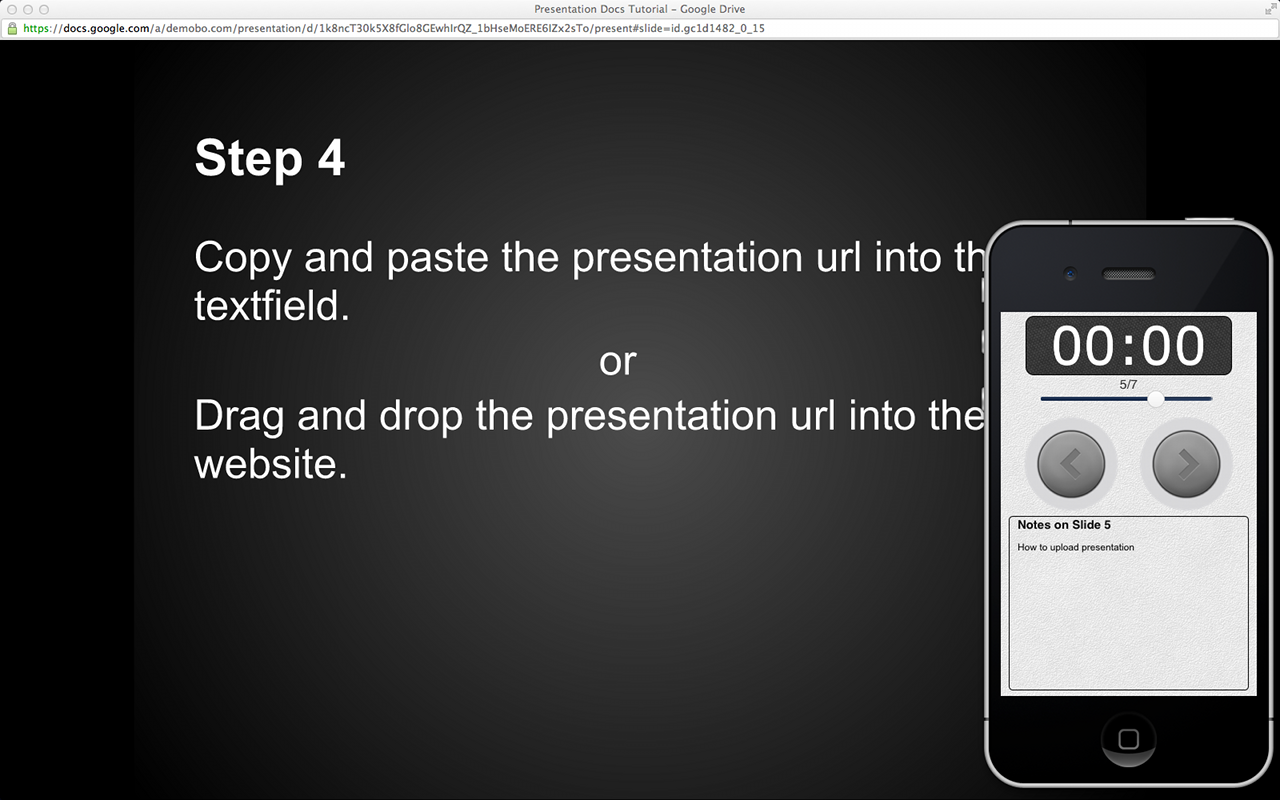 Presentation Docs Tutorial – Google Drive
https://docs.google.com/a/demobo.com/presentation/d/1k8ncT30k5X8fGlo8GEwhIrQZ_1bHseMoERE6IZx2sTo/present#slide=id.gc1d1482_0_15
Step 4
Copy and paste the presentation url into th
textfield.
or
Drag and drop the presentation url into the
website.
00:00
5/7
Notes on Slide 5
How to upload presentation